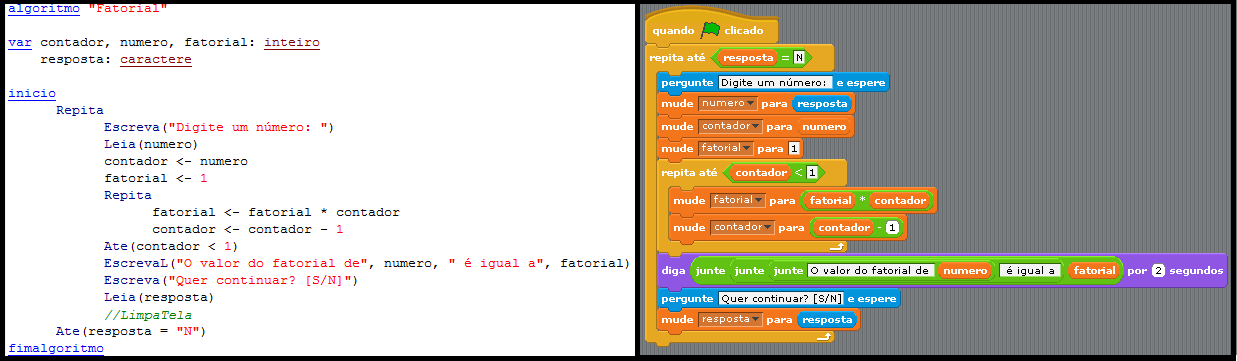 algoritmo "Fatorial"
var contador, numero, fatorial: inteiro
resposta: caractere
inicio
Repita
Escreva("Digite um número: ")
Leia(numero)
contador <- numero
fatorial <- 1
Repita
fatorial <- fatorial * contador
contador <- contador - 1
Ate(contador < 1)
EscrevaL("O valor do fatorial de", numero, " é igual a", fatorial)
Escreva("Quer continuar? [S/N]")
Leia(resposta)
//LimpaTela
Ate(resposta = "N")
fimalgoritmo
quando clicado
repita até resposta = N
pergunte Digite um número: e espere
mude numero para resposta
mude contador para numero
mude fatorial para 1
repita até contador < 1
mude fatorial para fatorial * contador
mude contador para contador - 1
diga junte junte junte O valor do fatorial de numero é igual a fatorial por 2 segundos
pergunte Quer continuar? [S/N] e espere
mude resposta para resposta